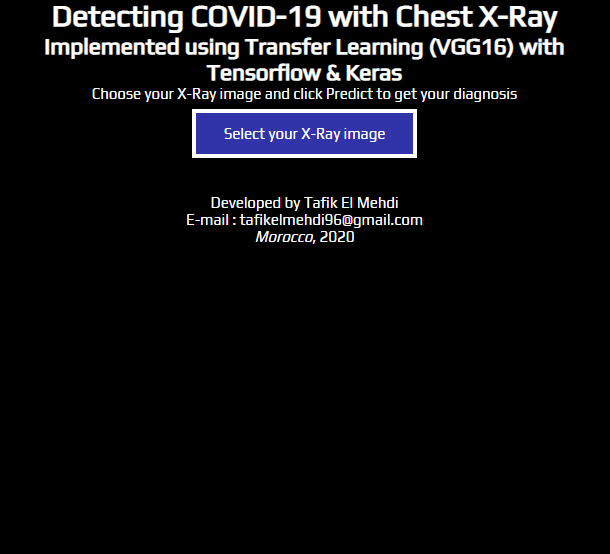 Detecting COVID-19 with Chest X-Ray
Implemented using Transfer Learning (VGG16) with
Tensorflow & Keras
Choose your X-Ray image and click Predict to get your diagnosis
Select your X-Ray image
Developed by Tafik El Mehdi
E-mail : tafikelmehdi96@gmail.com
Morocco, 2020